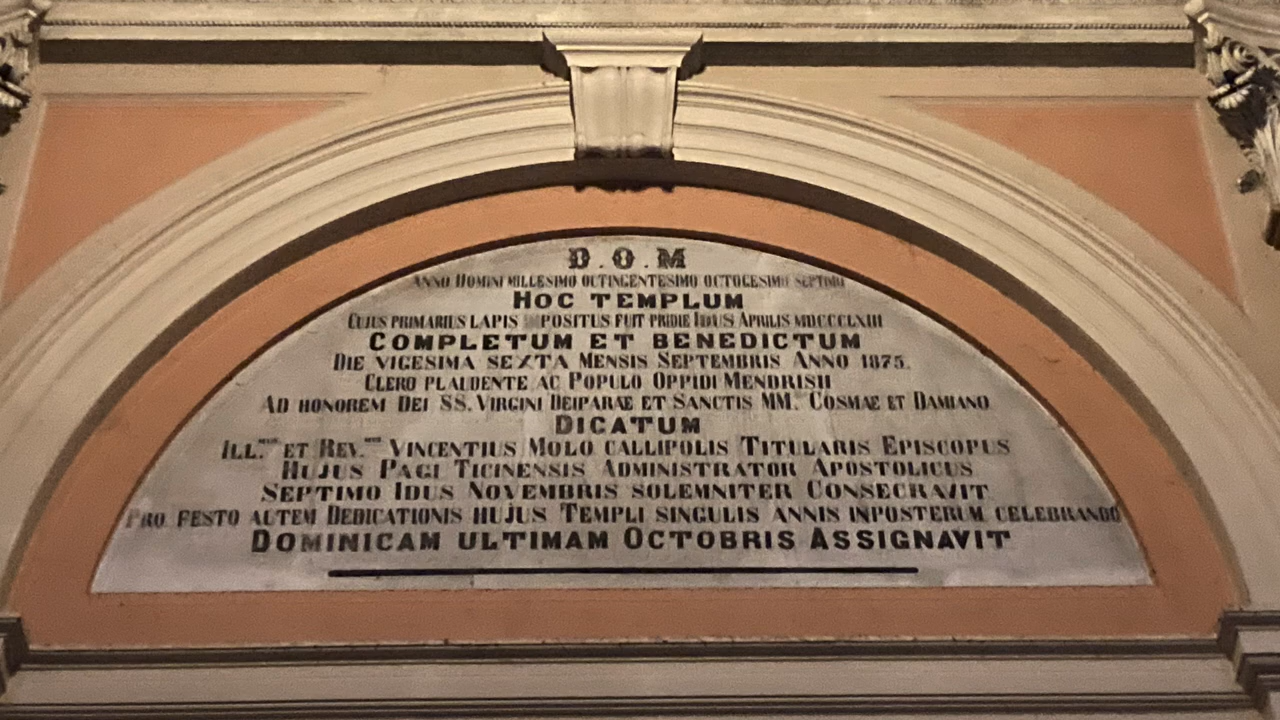 D.O.M
ANNO DOMINI MILLESIMO OCTINGENTESIMO OCTOGESIMO SEPTIMO
HOC TEMPLUM
CUJUS PRIMARIUS LAPIS POSITUS FUIT PRIDIE IDUS APRILIS MDCCCLXIII
COMPLETUM ET BENEDICTUM
DIE VIGESIMA SEXTA MENSIS SEPTEMBRIS ANNO 1875.
CLERO PLAUDENTE AC POPULO OPPIDI MENDRISII
AD HONOREM DEI SS. VIRGINI DEIPARAE ET SANCTIS MM. COSMAE ET DAMIANO
DICATUM
ILL. ET REV. VINCENTIUS MOLO CALLIPOLIS TITULARIS EPISCOPUS
HUJUS PAGI TICINENSIS ADMINISTRATOR APOSTOLICUS
SEPTIMO IDUS NOVEMBRIS SOLEMNITER CONSECRAVIT
PRO FESTO AUTEM DEDICATIONIS HUJUS TEMPLI SINGULIS ANNIS INPOSTERUM CELEBRANDO
DOMINICAM ULTIMAM OCTOBRIS ASSIGNAVIT